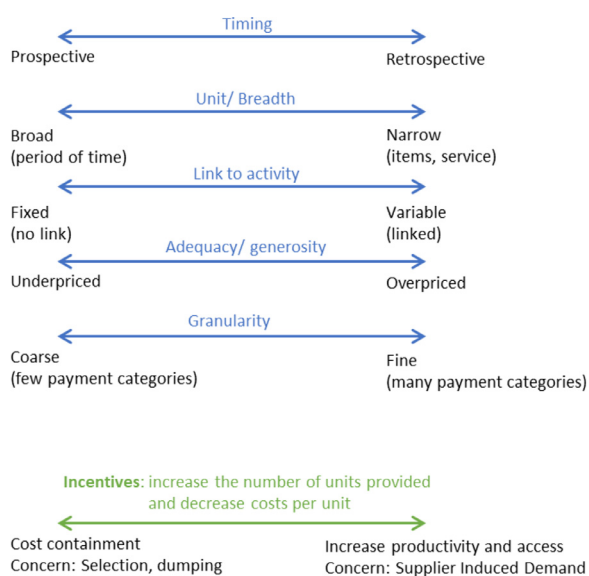 Timing
Prospective
Retrospective
Unit/ Breadth
Broad
(period of time)
Narrow
(items, service)
Link to activity
Fixed
(no link)
Variable
(linked)
Adequacy/ generosity
Underpriced
Overpriced
Granularity
Coarse
(few payment categories)
Fine
(many payment categories)
Incentives: increase the number of units provided
and decrease costs per unit
Cost containment
Concern: Selection, dumping
Increase productivity and access
Concern: Supplier Induced Demand